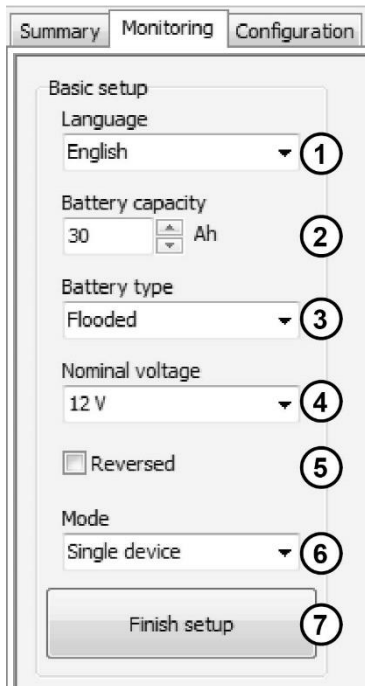 Summary Monitoring Configuration
Basic setup
Language
English 1
Battery capacity
30 Ah 2
Battery type
Flooded 3
Nominal voltage
12 V 4
Reversed 5
Mode
Single device 6
Finish setup 7